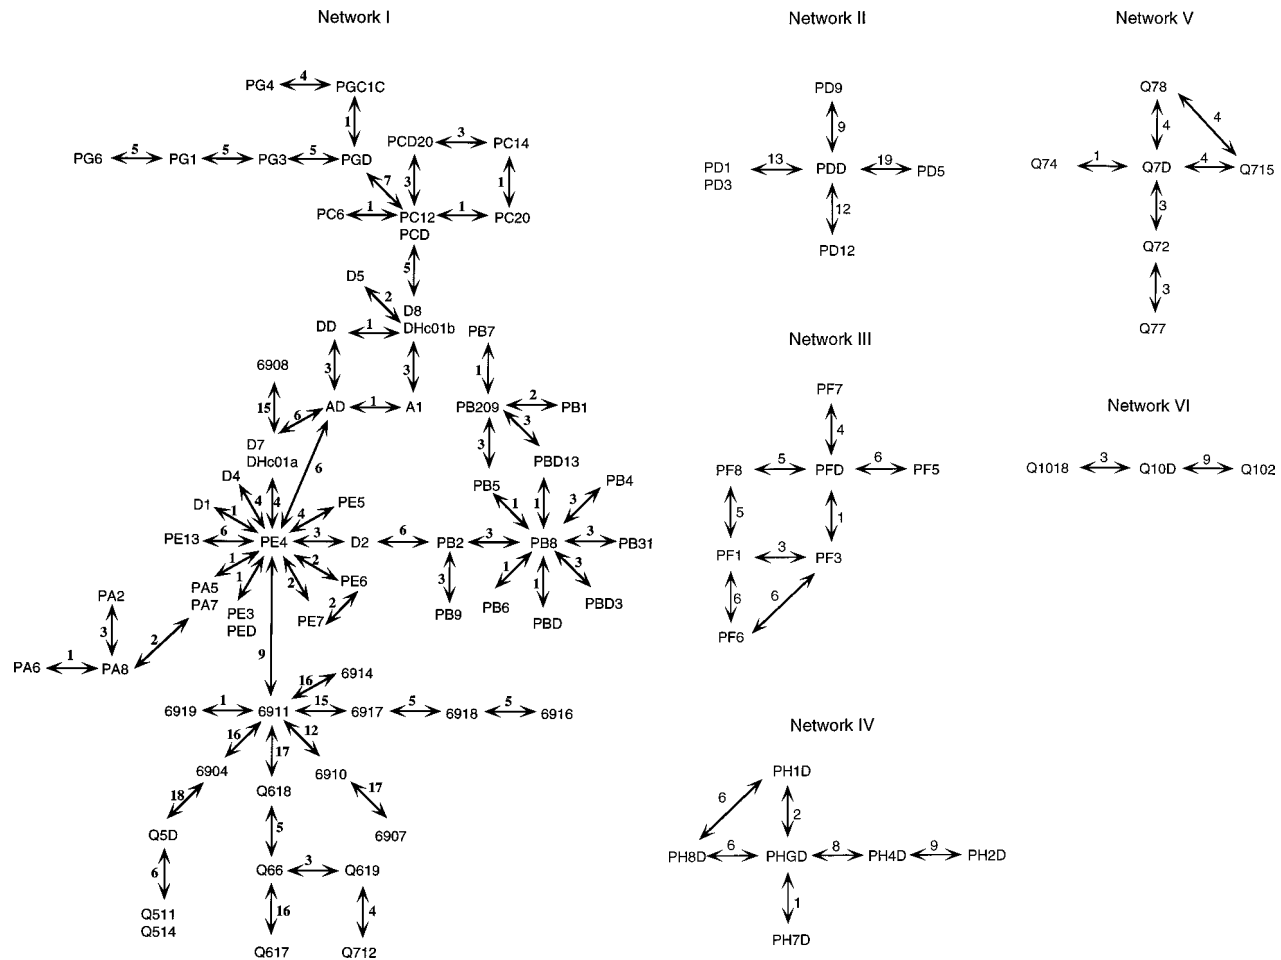 Network I
Network II
Network V
PG4
4
PGC1C
PD9
Q78
1
9
4
4
PG6
5
PG1
5
PG3
5
PGD
PCD20
3
PC14
PD1
PD3
13
PDD
19
PD5
Q74
1
Q7D
4
Q715
7
3
1
12
3
PC6
1
PC12
PCD
1
PC20
PD12
Q72
5
3
D5
2
D8
DHc01b
Q77
DD
1
PB7
Network III
6908
3
3
1
PF7
Network VI
15
6
AD
1
A1
PB209
2
PB1
4
D7
DHc01a
6
3
3
PBD13
PF8
5
PFD
6
PF5
Q1018
3
Q10D
9
Q102
D4
4
4
PB5
1
1
3
PB4
5
1
D1
1
4
PE5
PE13
6
PE4
3
D2
6
PB2
3
PB8
3
PB31
PF1
3
PF3
1
1
2
2
PE6
3
1
1
3
6
6
PA2
PA5
PA7
PE3
PED
PE7
2
PB9
PB6
PBD
PBD3
PF6
3
2
PA6
1
PA8
9
16
6914
6919
1
6911
15
6917
5
6918
5
6916
Network IV
16
17
12
6904
6910
PH1D
18
Q618
17
6
2
Q5D
5
6907
6
Q66
3
Q619
PH8D
6
PHGD
8
PH4D
9
PH2D
Q511
Q514
16
4
1
Q617
Q712
PH7D